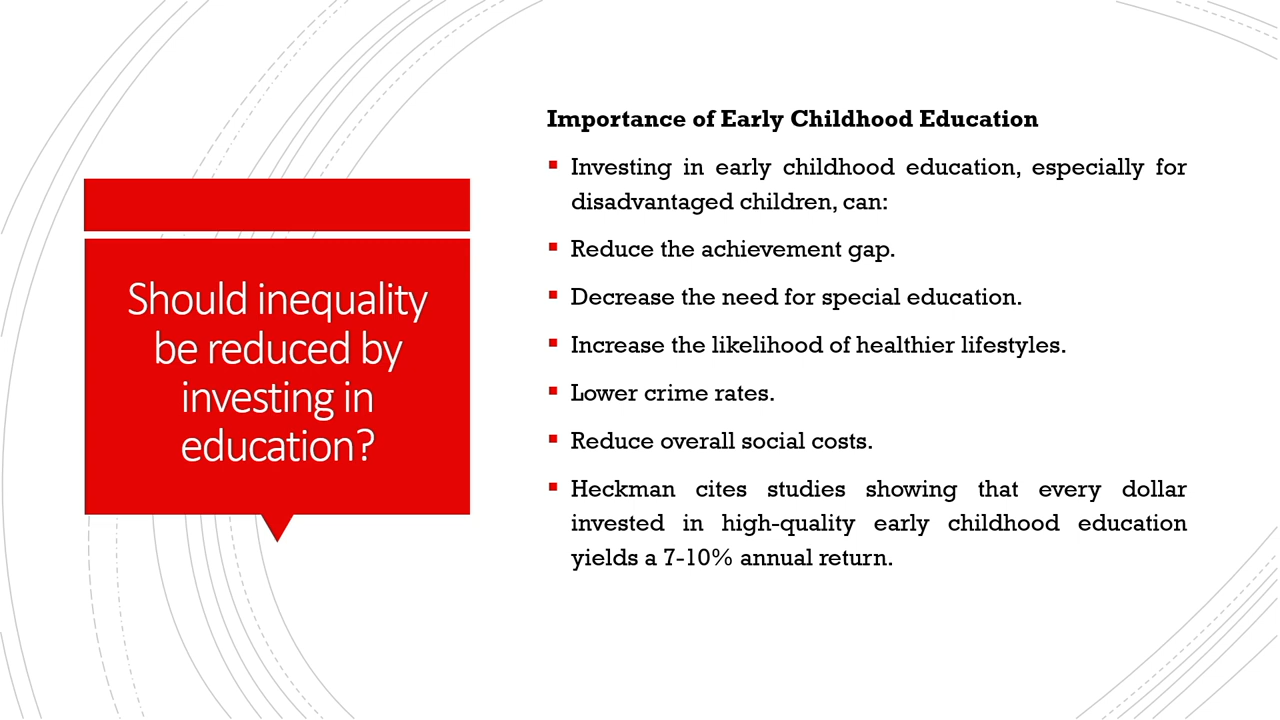 Should inequality
be reduced by
investing in
education?
Importance of Early Childhood Education
Investing in early childhood education, especially for
disadvantaged children, can:
Reduce the achievement gap.
Decrease the need for special education.
Increase the likelihood of healthier lifestyles.
Lower crime rates.
Reduce overall social costs.
Heckman cites studies showing that every dollar
invested in high-quality early childhood education
yields a 7-10% annual return.